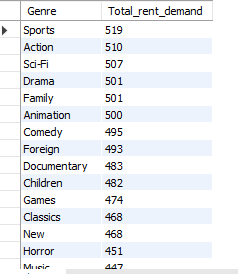 Genre Total_rent_demand
Sports 519
Action 510
Sci-Fi 507
Drama 501
Family 501
Animation 500
Comedy 495
Foreign 493
Documentary 483
Children 482
Games 474
Classics 468
New 468
Horror 451
Music 447